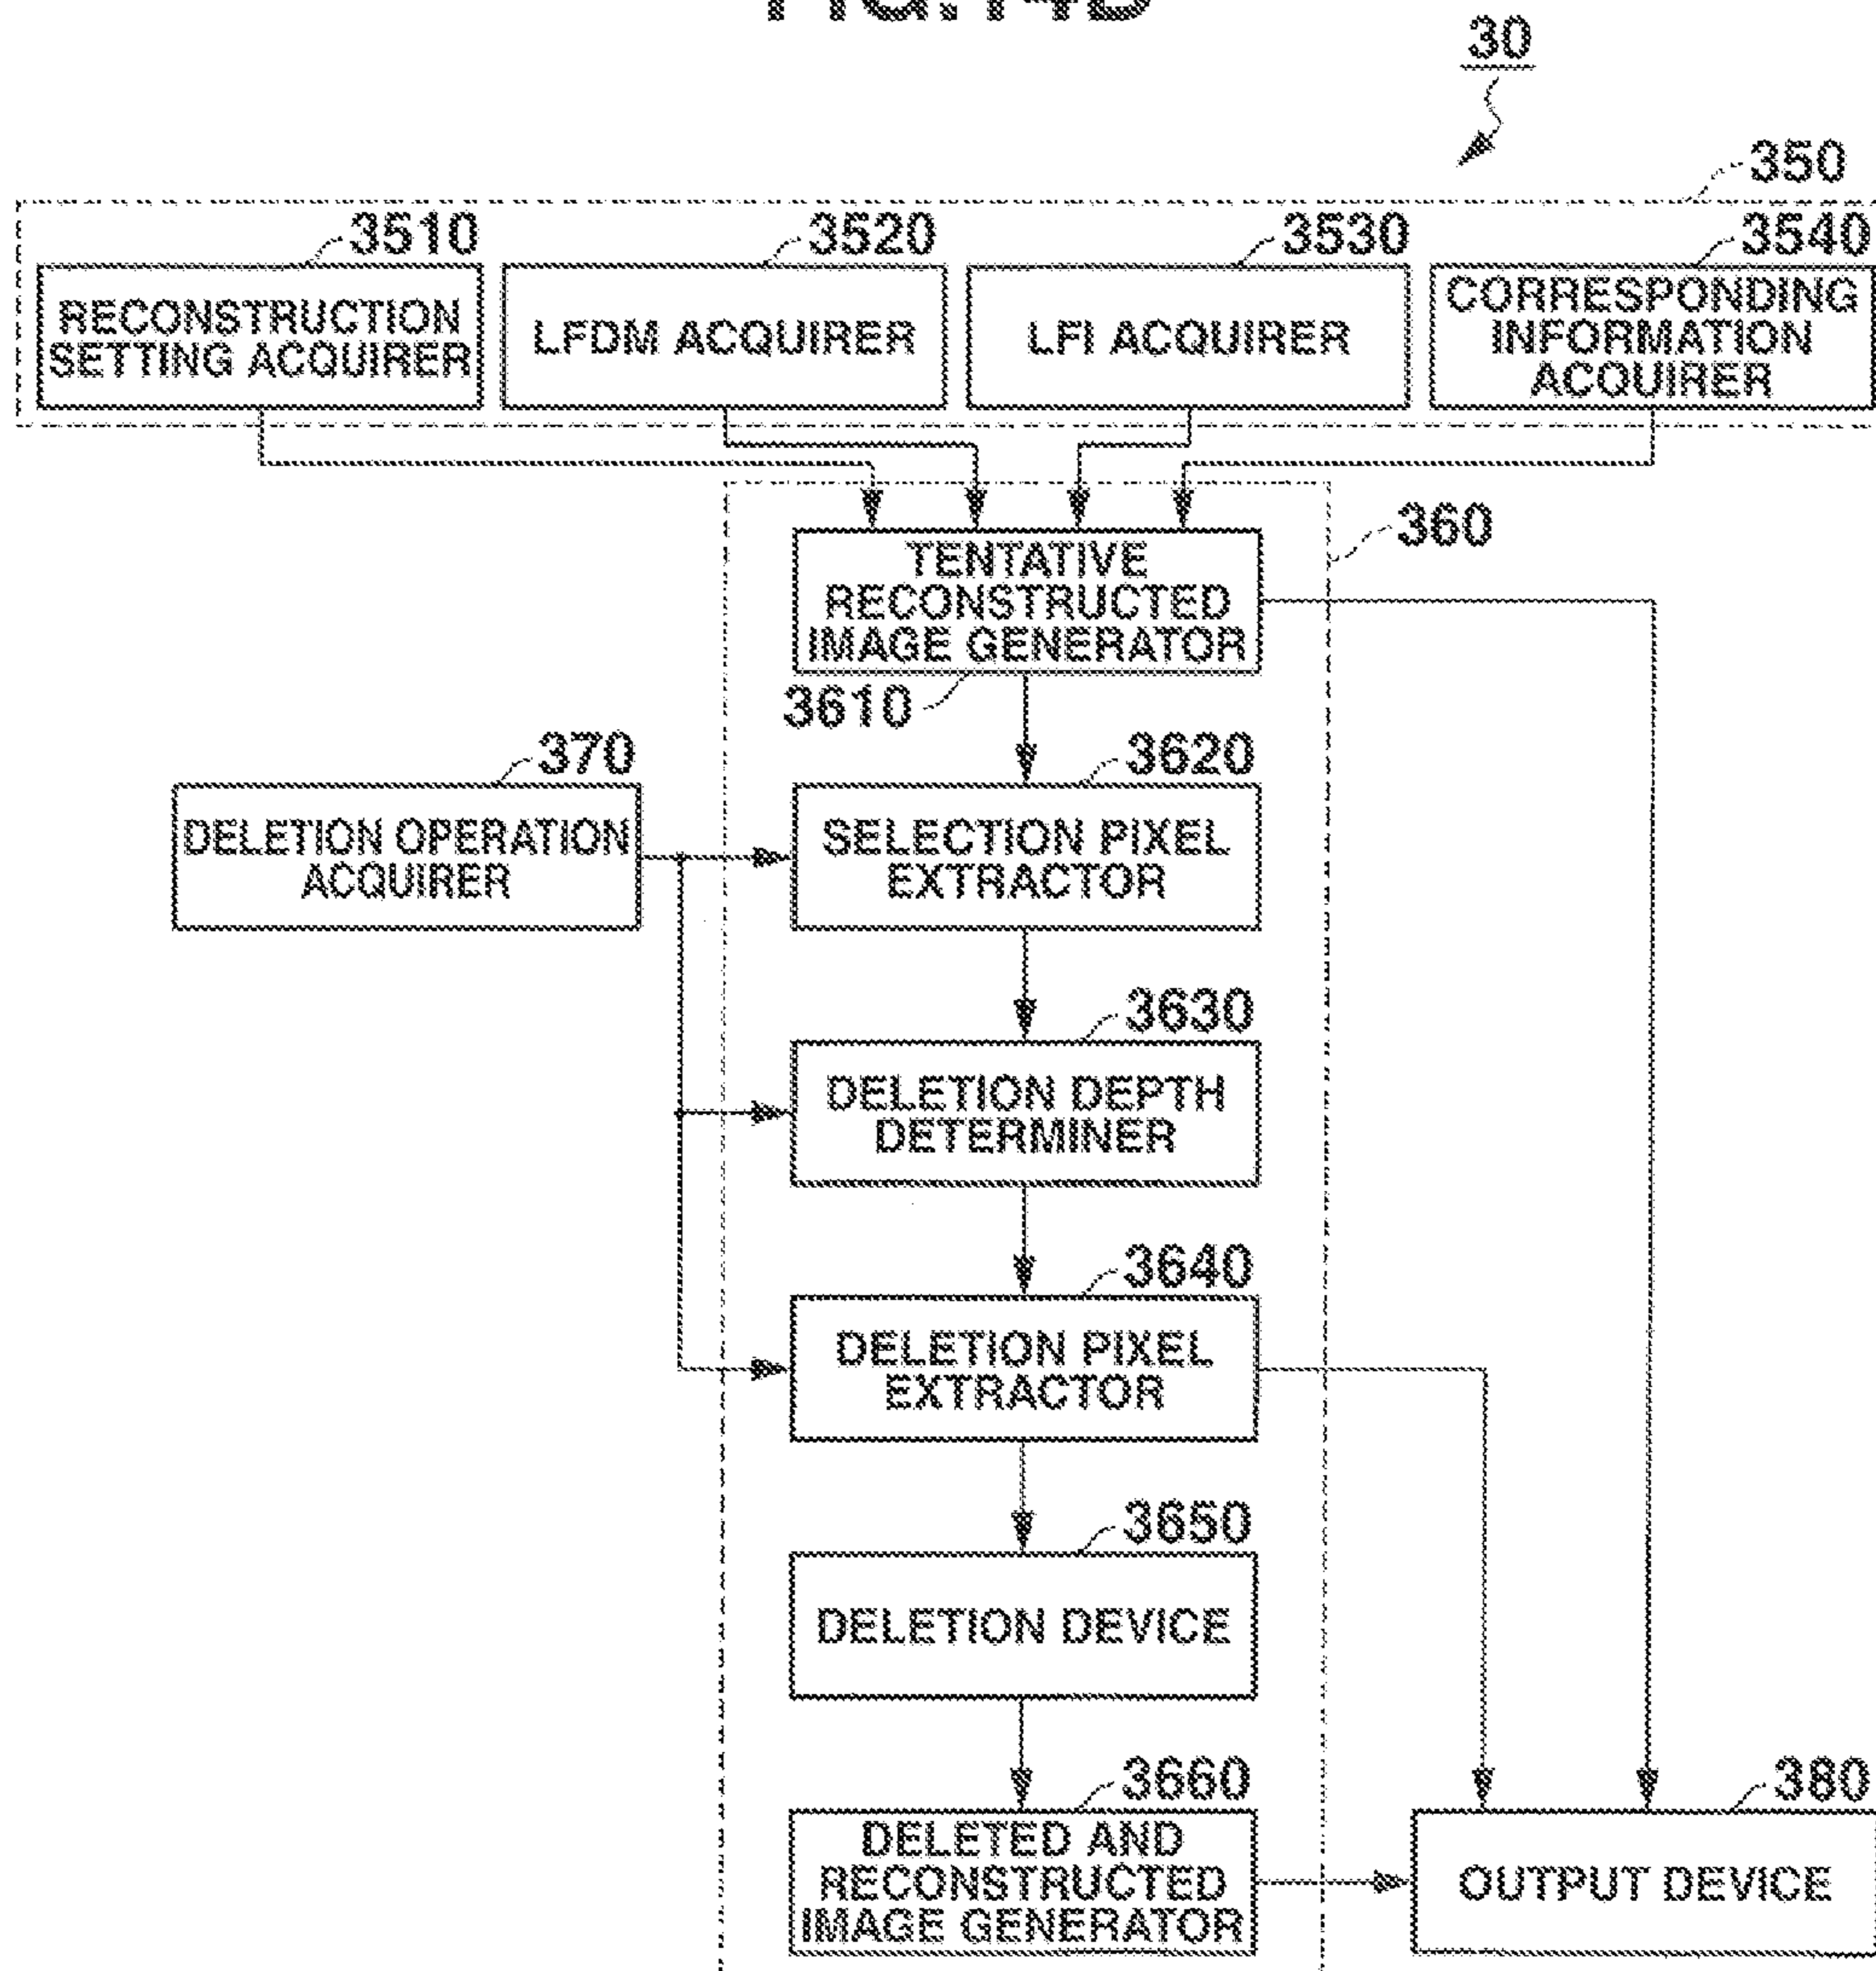 FIG.14B
30
350
3510
3520
3530
3540
RECONSTRUCTION
SETTING ACQUIRER
LFDM ACQUIRER
LFI ACQUIRER
CORRESPONDING
INFORMATION
ACQUIRER
360
TENTATIVE
RECONSTRUCTED
IMAGE GENERATOR
3610
370
3620
DELETION OPERATION
ACQUIRER
SELECTION PIXEL
EXTRACTOR
3630
DELETION DEPTH
DETERMINER
3640
DELETION PIXEL
EXTRACTOR
3650
DELETION DEVICE
3660
380
DELETED AND
RECONSTRUCTED
IMAGE GENERATOR
OUTPUT DEVICE